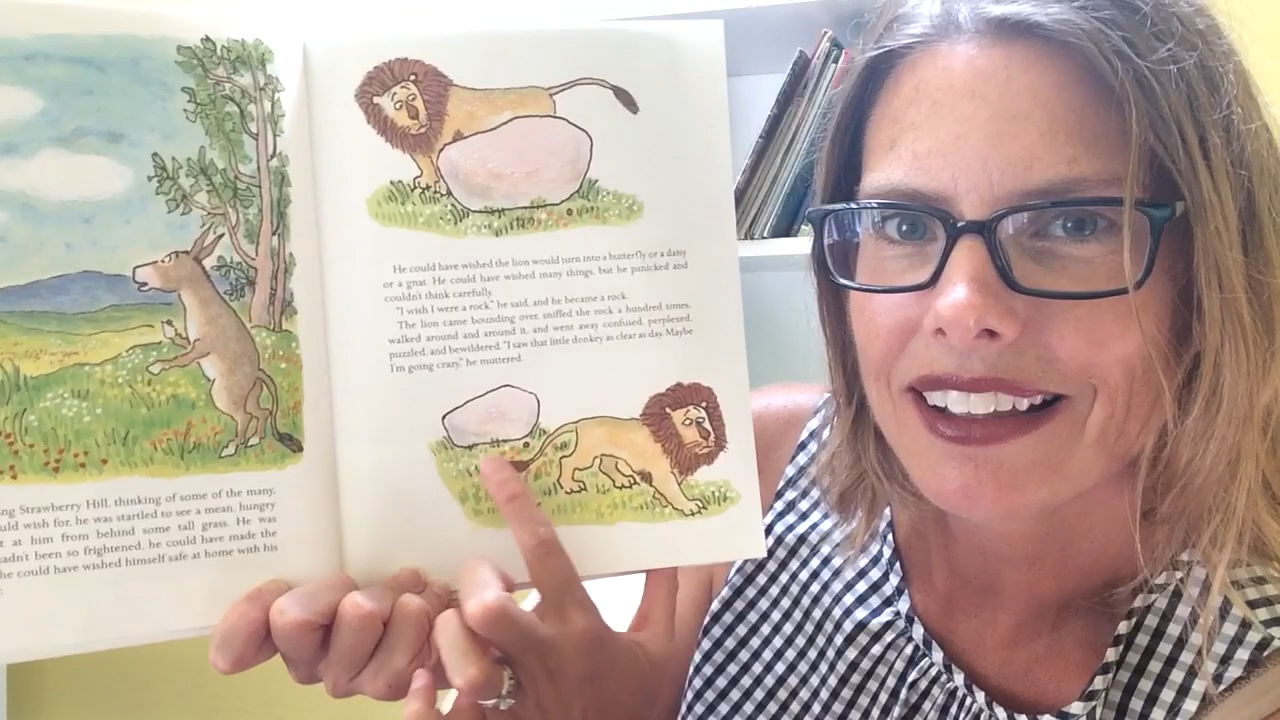 ng Strawberry Hill, thinking of some of the many,
uld wish for, he was startled to see a mean, hungry
t at him from behind some tall grass. He was
adn't been so frightened, he could have made the
he could have wished himself safe at home with his
He could have wished the lion would turn into a butterfly or a daisy
or a gnat. He could have wished many things, but he panicked and
couldn't think carefully.
"I wish I were a rock," he said, and he became a rock.
The lion came bounding over, sniffed the rock a hundred times,
walked around and around it, and went away confused, perplexed,
puzzled, and bewildered. "I saw that little donkey as clear as day. Maybe
I'm going crazy," he muttered.